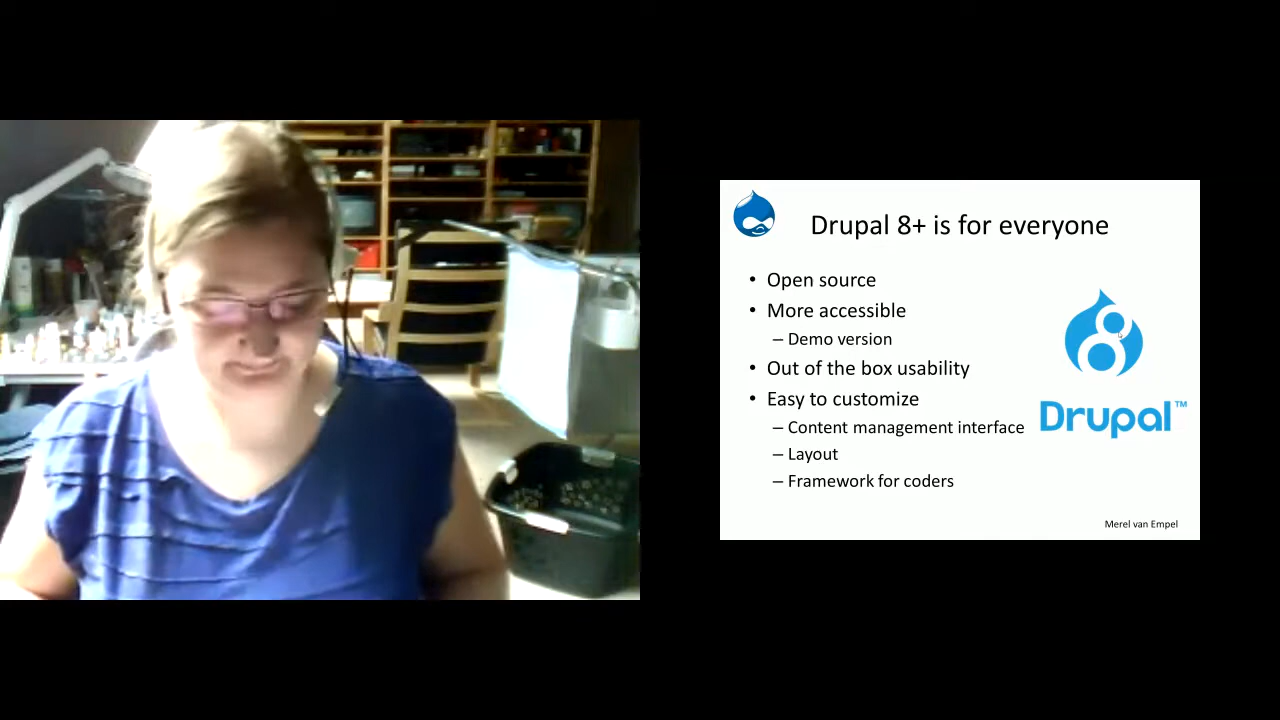 Drupal 8+ is for everyone
• Open source
• More accessible
– Demo version
• Out of the box usability
• Easy to customize
– Content management interface
– Layout
– Framework for coders
Drupal™
Merel van Empel